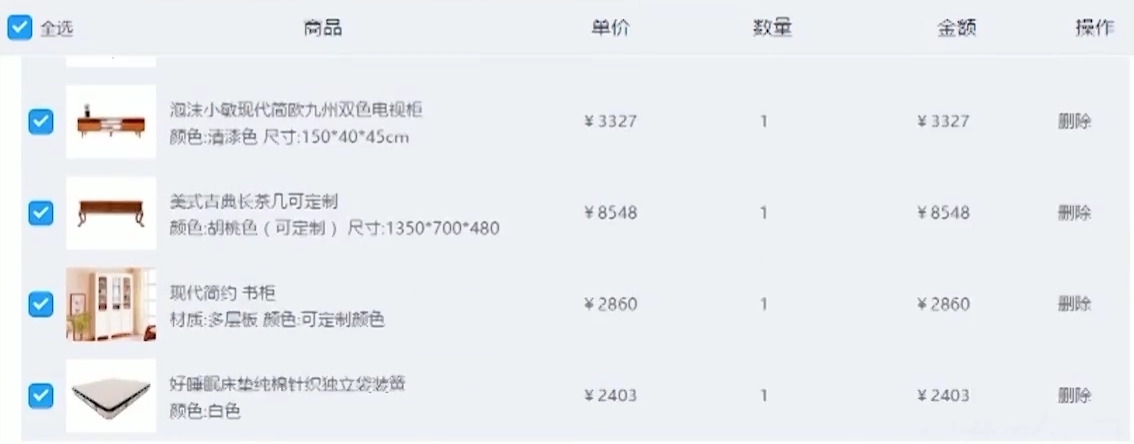 全选 商品 单价 数量 金额 操作
泡沫小敏现代简欧九州双色电视柜
颜色:清漆色 尺寸:150*40*45cm
¥3327 1 ¥3327 删除
美式古典长茶几可定制
颜色:胡桃色（可定制） 尺寸:1350*700*480
¥8548 1 ¥8548 删除
现代简约 书柜
材质:多层板 颜色:可定制颜色
¥2860 1 ¥2860 删除
好睡眠床垫纯棉针织独立袋装簧
颜色:白色
¥2403 1 ¥2403 删除